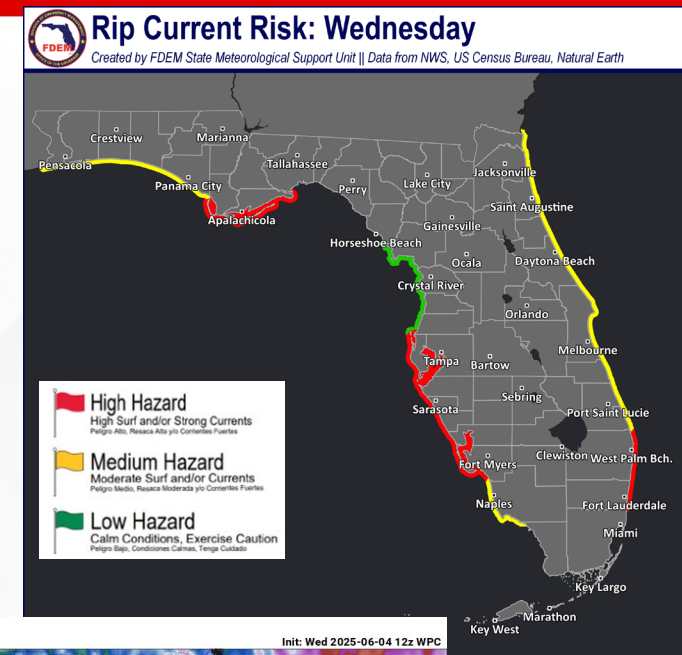 FDEM
Rip Current Risk: Wednesday
Created by FDEM State Meteorological Support Unit || Data from NWS, US Census Bureau, Natural Earth
Crestview
Marianna
Pensacola
Tallahassee
Panama City
Perry
Lake City
Jacksonville
Apalachicola
Saint Augustine
Gainesville
Horseshoe Beach
Ocala
Daytona Beach
Crystal River
Orlando
Tampa
Bartow
Melbourne
Sebring
Sarasota
Port Saint Lucie
Clewiston
West Palm Bch.
Fort Myers
Naples
Fort Lauderdale
Miami
Key Largo
Marathon
Key West
High Hazard
High Surf and/or Strong Currents
Peligro Alto, Resaca Alta y/o Corrientes Fuertes
Medium Hazard
Moderate Surf and/or Currents
Peligro Medio, Resaca Moderada y/o Corrientes Fuertes
Low Hazard
Calm Conditions, Exercise Caution
Peligro Bajo, Condiciones Calmas, Tenga Cuidado
Init: Wed 2025-06-04 12z WPC